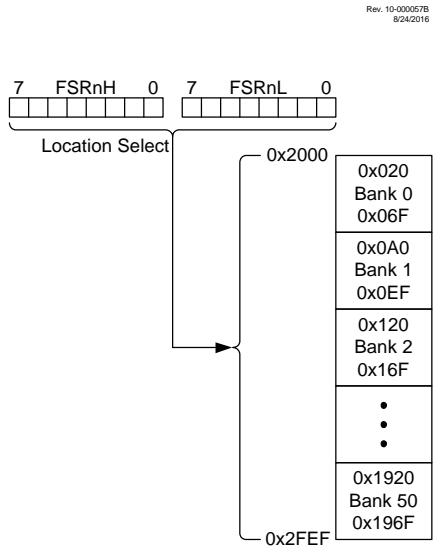 Rev. 10-000057B
8/24/2016
7 FSRnH 0 7 FSRnL 0
Location Select
0x2000
0x020
Bank 0
0x06F
0x0A0
Bank 1
0x0EF
0x120
Bank 2
0x16F
0x1920
Bank 50
0x196F
0x2FEF